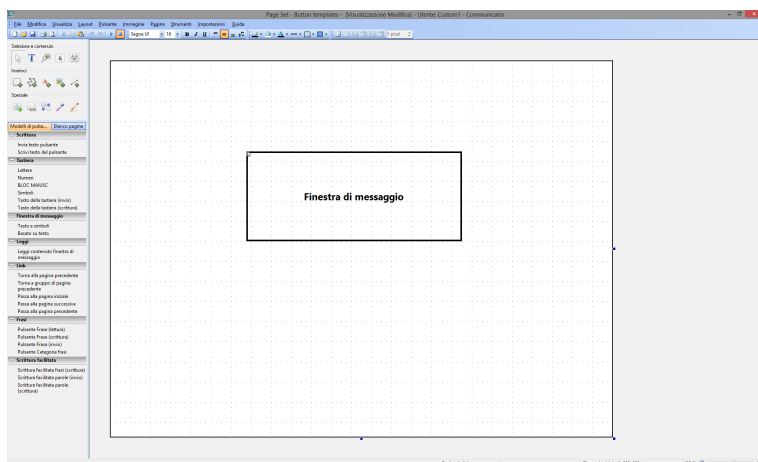 Page Set - Button templates - [Visualizzazione Modifica] - Utente: Custom1 - Communicator
File Modifica Visualizza Layout Pulsante Immagine Pagina Strumenti Impostazioni Guida
Segoe UI 16 B I U 5 pixel
Selezione e contenuto
Inserisci
Speciale
Modelli di pulsa... Elenco pagine
Scrittura
Invia testo pulsante
Scrivi testo del pulsante
Tastiera
Lettere
Numeri
BLOC MAIUSC
Simboli
Tasto della tastiera (invio)
Tasto della tastiera (scrittura)
Finestra di messaggio
Testo e simboli
Basato su testo
Leggi
Leggi contenuto finestra di
messaggio
Link
Torna alla pagina precedente
Torna a gruppo di pagine
precedente
Passa alla pagina iniziale
Passa alla pagina successiva
Passa alla pagina precedente
Frasi
Pulsante Frase (lettura)
Pulsante Frase (scrittura)
Pulsante Frase (invio)
Pulsante Categoria frasi
Scrittura facilitata
Scrittura facilitata frasi (scrittura)
Scrittura facilitata parole (invio)
Scrittura facilitata parole
(scrittura)
Finestra di messaggio